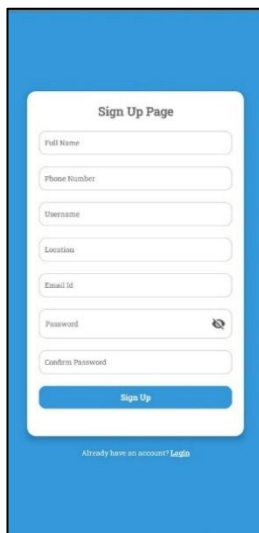 Sign Up Page
Full Name
Phone Number
Username
Location
Email Id
Password
Confirm Password
Sign Up
Already have an account? Login